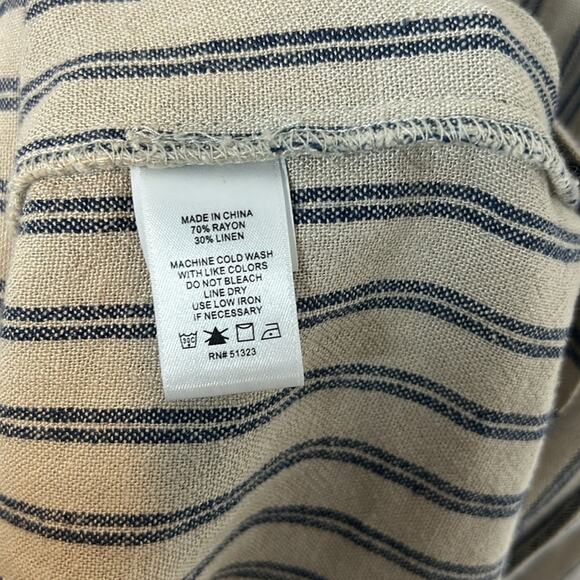 MADE IN CHINA
70% RAYON
30% LINEN
MACHINE COLD WASH
WITH LIKE COLORS
DO NOT BLEACH
LINE DRY
USE LOW IRON
IF NECESSARY
30C
RN# 51323